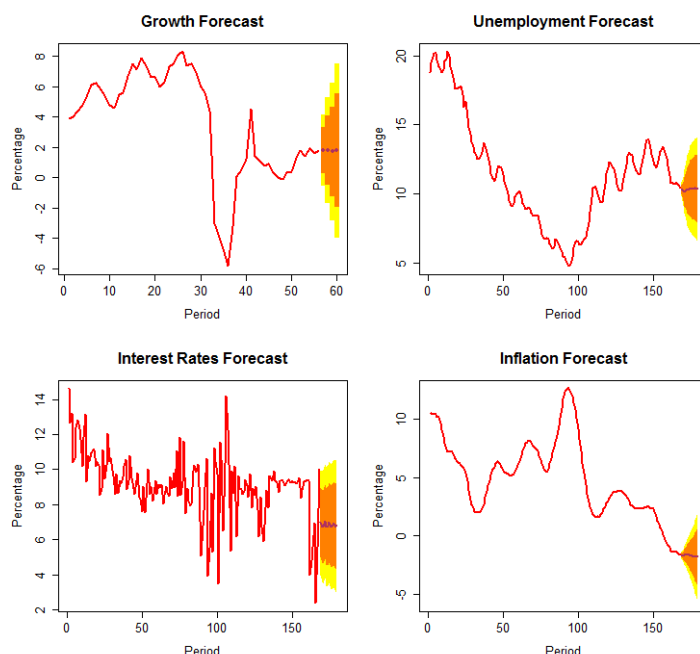 Growth Forecast
Percentage
8
6
4
2
0
-2
-4
-6
0 10 20 30 40 50 60
Period
Unemployment Forecast
Percentage
20
15
10
5
0 50 100 150
Period
Interest Rates Forecast
Percentage
14
12
10
8
6
4
2
0 50 100 150
Period
Inflation Forecast
Percentage
10
5
0
-5
0 50 100 150
Period